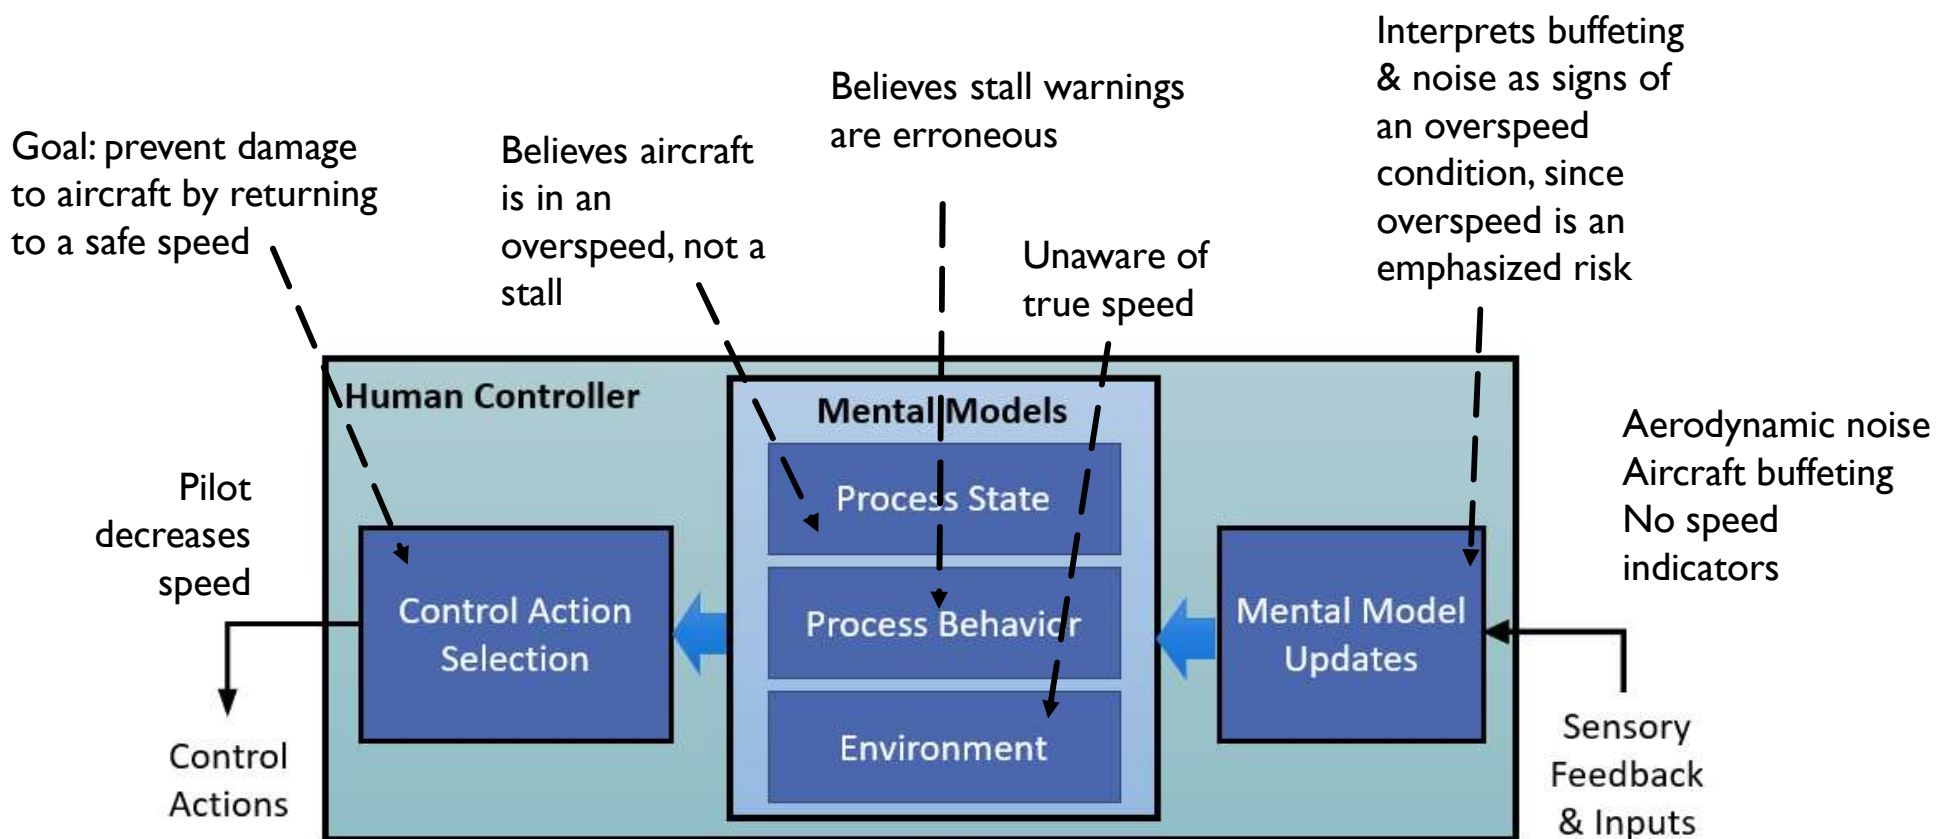 Goal: prevent damage
to aircraft by returning
to a safe speed
Believes aircraft
is in an
overspeed, not a
stall
Believes stall warnings
are erroneous
Unaware of
true speed
Interprets buffeting
& noise as signs of
an overspeed
condition, since
overspeed is an
emphasized risk
Human Controller
Mental Models
Process State
Process Behavior
Environment
Control Action
Selection
Mental Model
Updates
Pilot
decreases
speed
Control
Actions
Aerodynamic noise
Aircraft buffeting
No speed
indicators
Sensory
Feedback
& Inputs